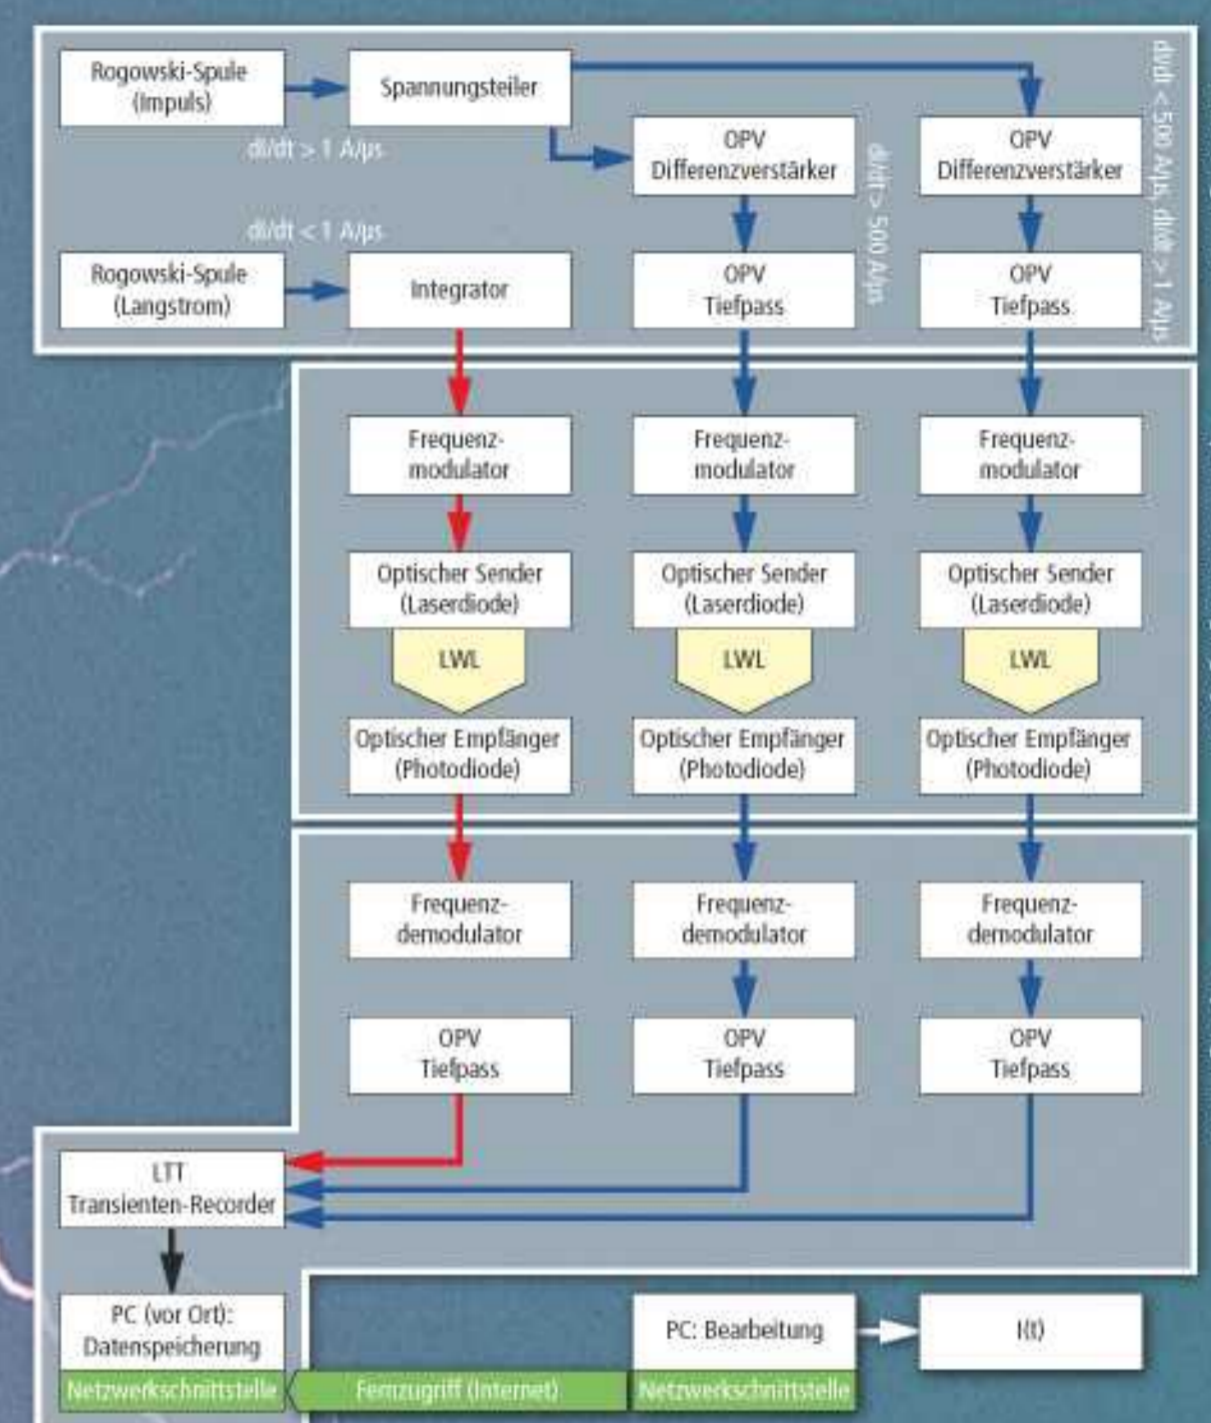 Rogowski-Spule
(Impuls)
Spannungsteiler
dI/dt > 1 A/µs
OPV
Differenzverstärker
OPV
Differenzverstärker
dI/dt > 500 A/µs
dI/dt < 500 A/µs, dI/dt > 1 A/µs
dI/dt < 1 A/µs
Rogowski-Spule
(Langstrom)
Integrator
OPV
Tiefpass
OPV
Tiefpass
Frequenz-
modulator
Frequenz-
modulator
Frequenz-
modulator
Optischer Sender
(Laserdiode)
Optischer Sender
(Laserdiode)
Optischer Sender
(Laserdiode)
LWL
LWL
LWL
Optischer Empfänger
(Photodiode)
Optischer Empfänger
(Photodiode)
Optischer Empfänger
(Photodiode)
Frequenz-
demodulator
Frequenz-
demodulator
Frequenz-
demodulator
OPV
Tiefpass
OPV
Tiefpass
OPV
Tiefpass
LTT
Transienten-Recorder
PC (vor Ort):
Datenspeicherung
Netzwerkschnittstelle
Fernzugriff (Internet)
PC: Bearbeitung
Netzwerkschnittstelle
I(t)